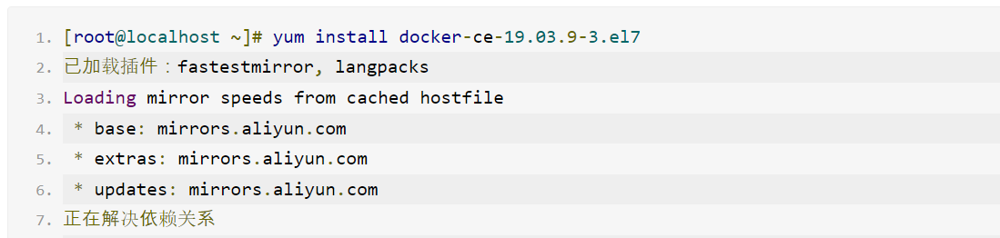 1. [root@localhost ~]# yum install docker-ce-19.03.9-3.el7
2. 已加载插件：fastestmirror, langpacks
3. Loading mirror speeds from cached hostfile
4.  * base: mirrors.aliyun.com
5.  * extras: mirrors.aliyun.com
6.  * updates: mirrors.aliyun.com
7. 正在解决依赖关系